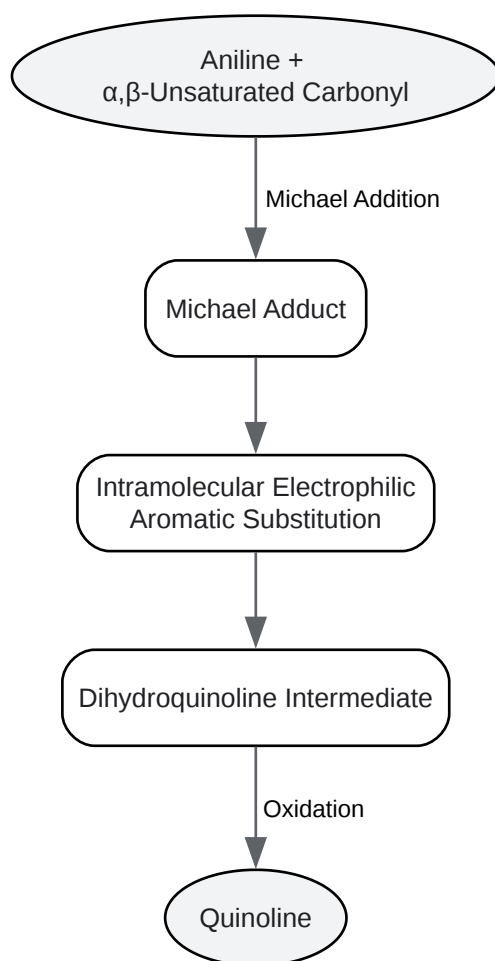 Aniline +
α,β-Unsaturated Carbonyl
Michael Addition
Michael Adduct
Intramolecular Electrophilic
Aromatic Substitution
Dihydroquinoline Intermediate
Oxidation
Quinoline